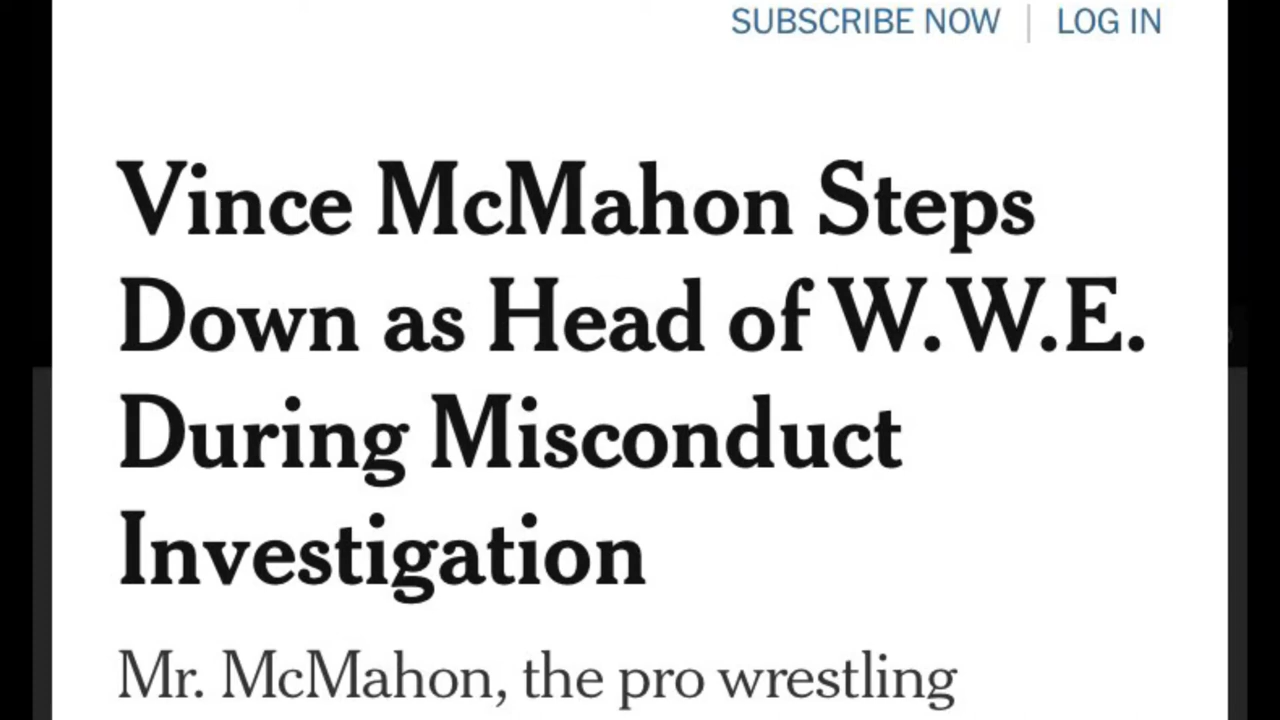 SUBSCRIBE NOW | LOG IN
Vince McMahon Steps
Down as Head of W.W.E.
During Misconduct
Investigation
Mr. McMahon, the pro wrestling